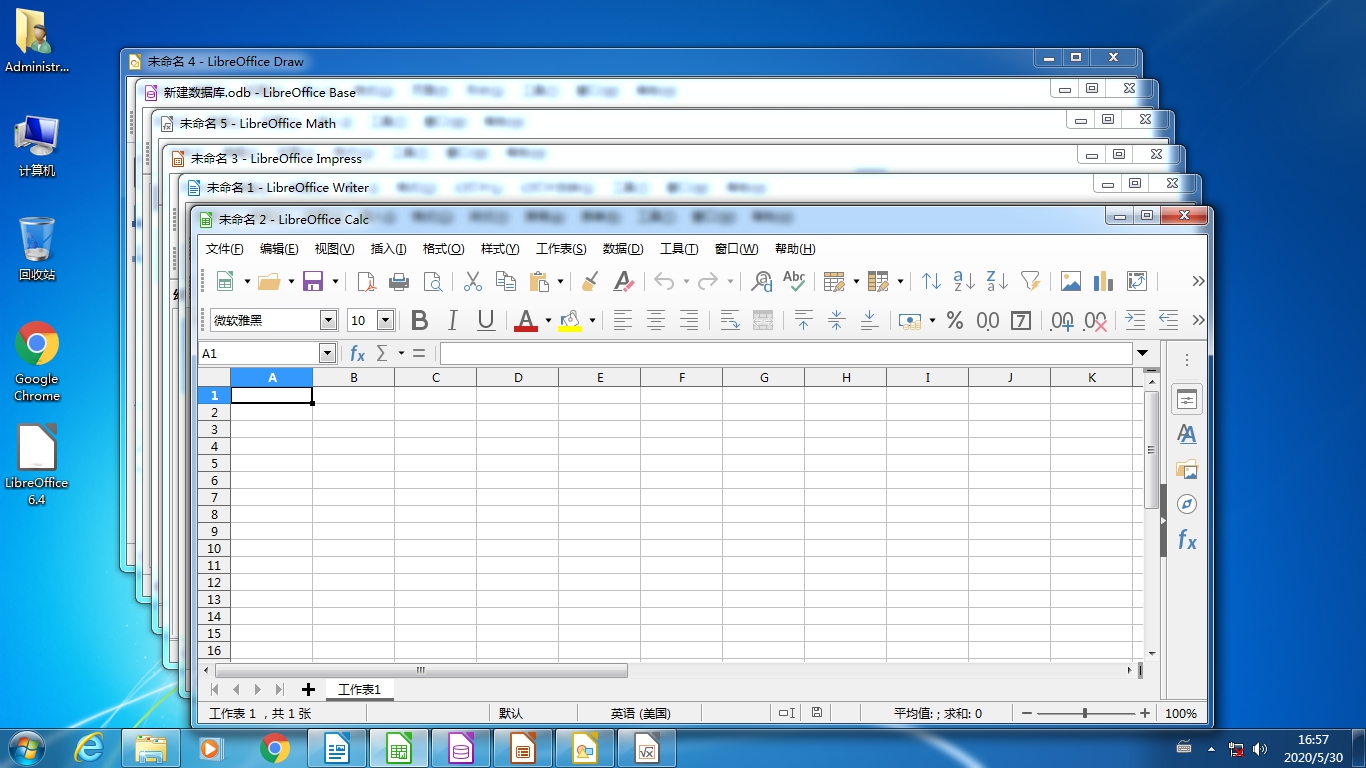 Administr...
计算机
回收站
Google
Chrome
LibreOffice
6.4
未命名 4 - LibreOffice Draw
新建数据库.odb - LibreOffice Base
未命名 5 - LibreOffice Math
未命名 3 - LibreOffice Impress
未命名 1 - LibreOffice Writer
未命名 2 - LibreOffice Calc
文件(F) 编辑(E) 视图(V) 插入(I) 格式(O) 样式(Y) 工作表(S) 数据(D) 工具(T) 窗口(W) 帮助(H)
微软雅黑 10
A1
A B C D E F G H I J K
1
2
3
4
5
6
7
8
9
10
11
12
13
14
15
16
工作表1
工作表 1 ，共 1 张 默认 英语 (美国) 平均值: ; 求和: 0 100%
16:57
2020/5/30